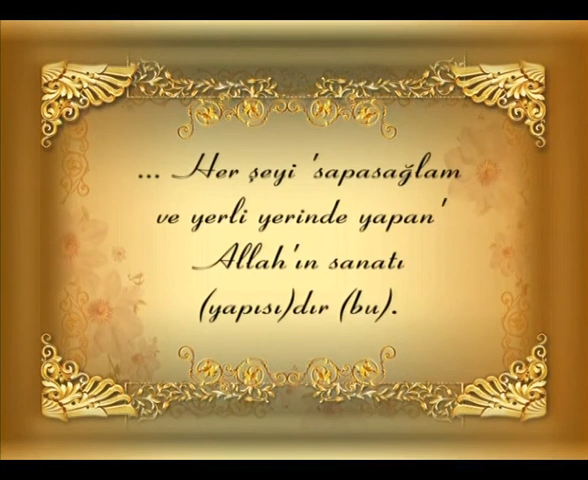 ... Her şeyi 'sapasağlam
ve yerli yerinde yapan'
Allah'ın sanatı
(yapısı)dır (bu).